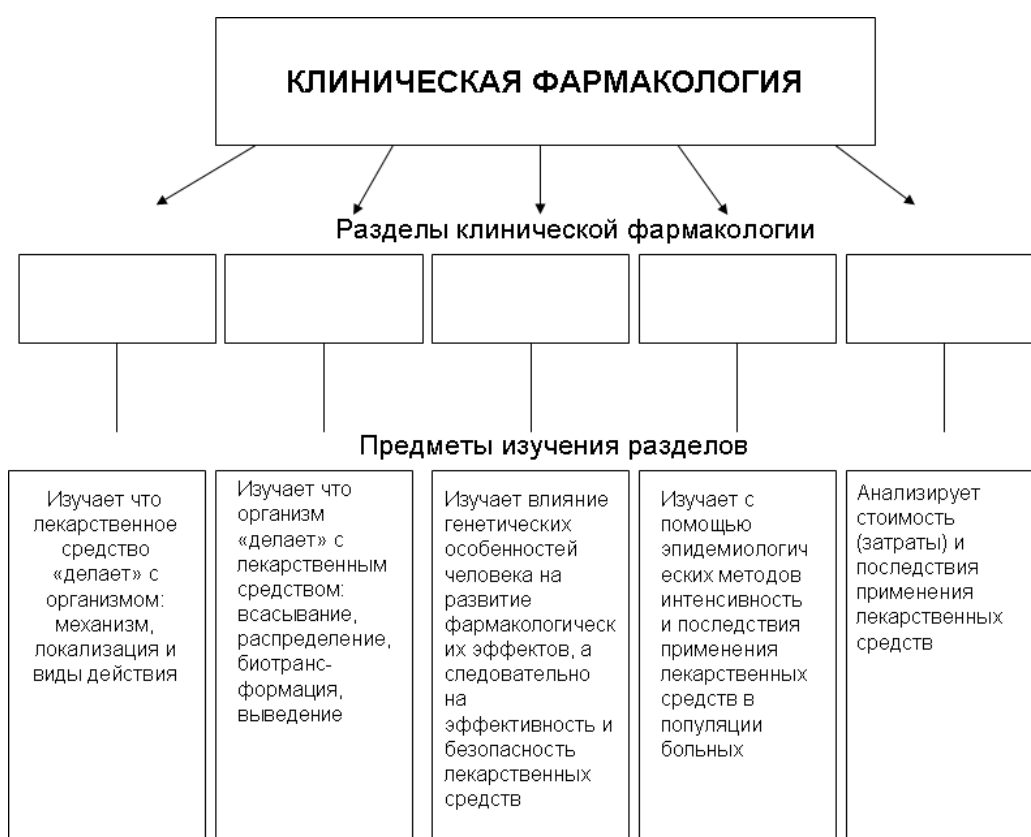 КЛИНИЧЕСКАЯ ФАРМАКОЛОГИЯ
Разделы клинической фармакологии
Предметы изучения разделов
Изучает что
лекарственное
средство
«делает» с
организмом:
механизм,
локализация и
виды действия
Изучает что
организм
«делает» с
лекарственным
средством:
всасывание,
распределение,
биотранс-
формация,
выведение
Изучает влияние
генетических
особенностей
человека на
развитие
фармакологическ
их эффектов, а
следовательно
на
эффективность и
безопасность
лекарственных
средств
Изучает с
помощью
эпидемиологич
еских методов
интенсивность
и последствия
применения
лекарственных
средств в
популяции
больных
Анализирует
стоимость
(затраты) и
последствия
применения
лекарственных
средств